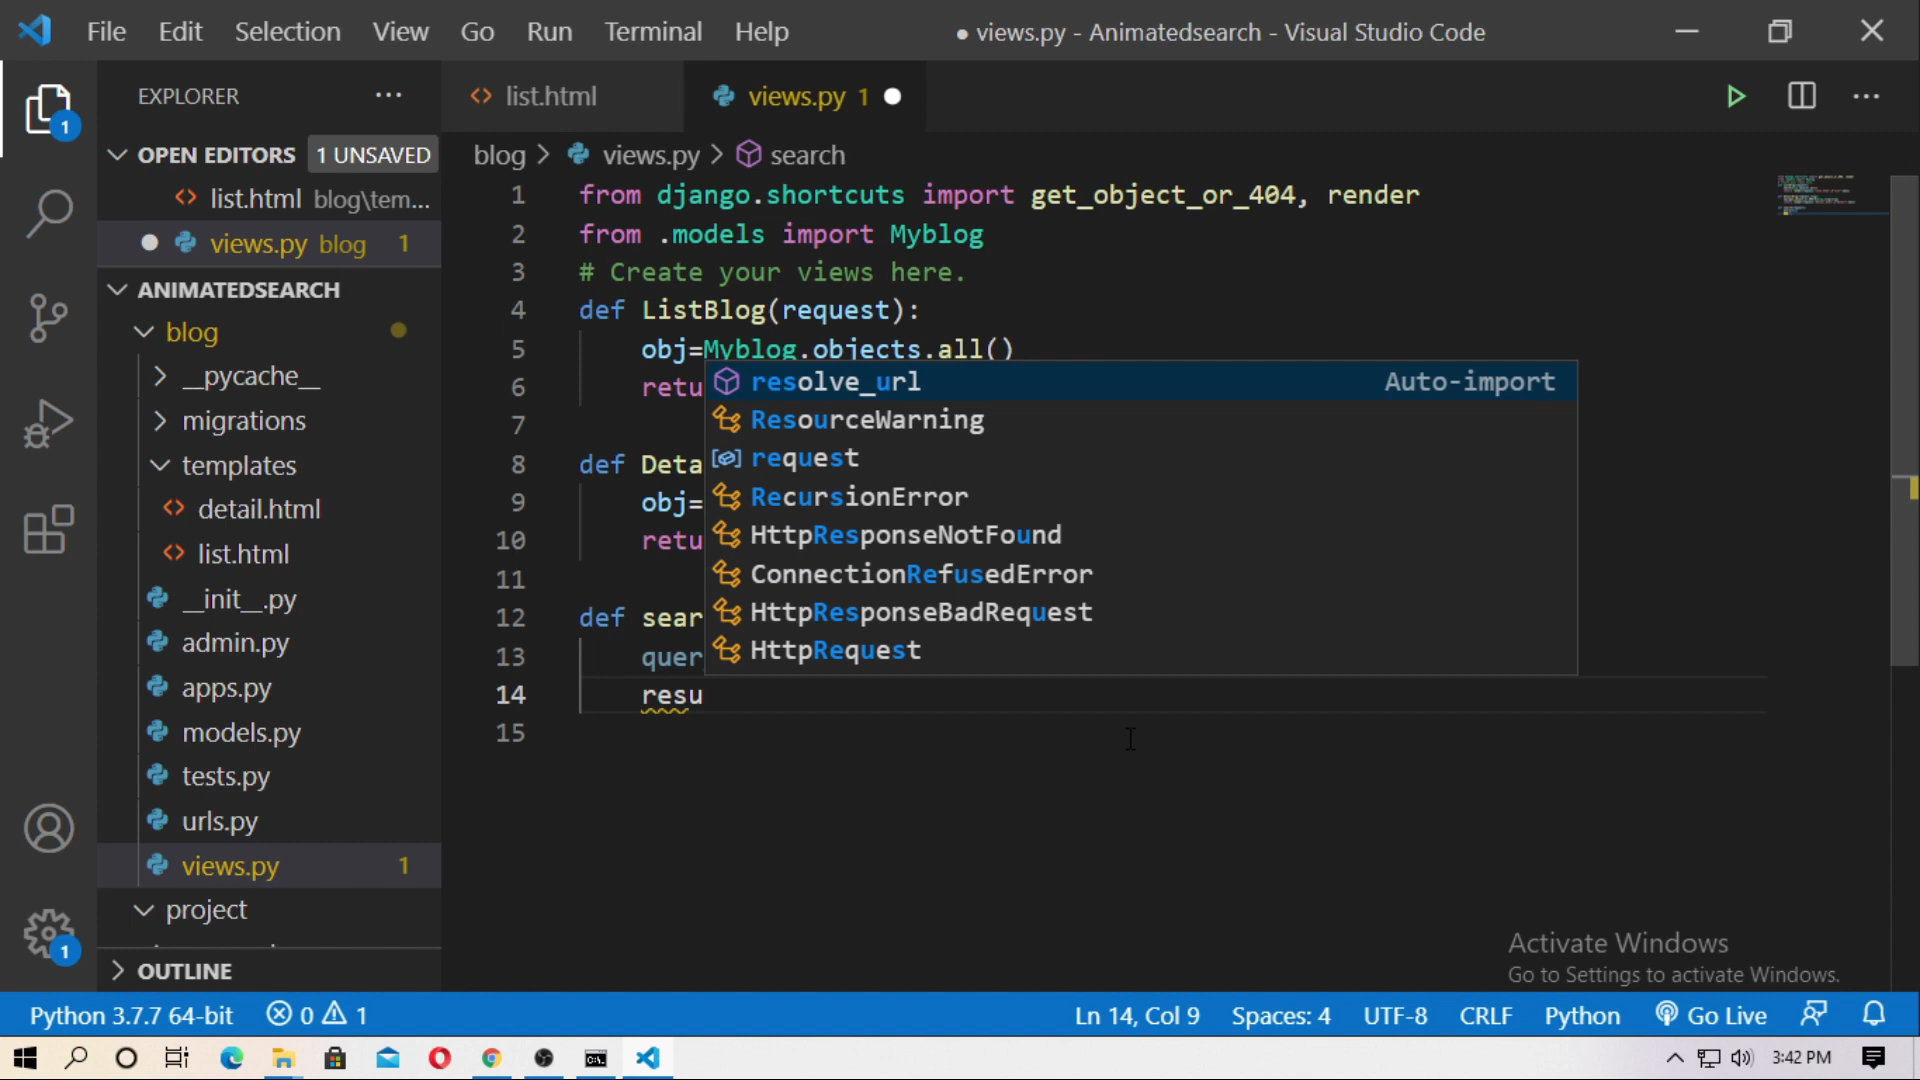 File Edit Selection View Go Run Terminal Help ● views.py - Animatedsearch - Visual Studio Code
EXPLORER ...
list.html
views.py 1
OPEN EDITORS 1 UNSAVED
list.html blog\tem...
views.py blog 1
ANIMATEDSEARCH
blog
__pycache__
migrations
templates
detail.html
list.html
__init__.py
admin.py
apps.py
models.py
tests.py
urls.py
views.py 1
project
OUTLINE
1
1
blog > views.py > search
1 from django.shortcuts import get_object_or_404, render
2 from .models import Myblog
3 # Create your views here.
4 def ListBlog(request):
5 obj=Myblog.objects.all()
6 retu
7
8 def Deta
9 obj=
10 retu
11
12 def sear
13 quer
14 resu
15
resolve_url Auto-import
ResourceWarning
request
RecursionError
HttpResponseNotFound
ConnectionRefusedError
HttpResponseBadRequest
HttpRequest
Activate Windows
Go to Settings to activate Windows.
Python 3.7.7 64-bit 0 1 Ln 14, Col 9 Spaces: 4 UTF-8 CRLF Python Go Live
3:42 PM